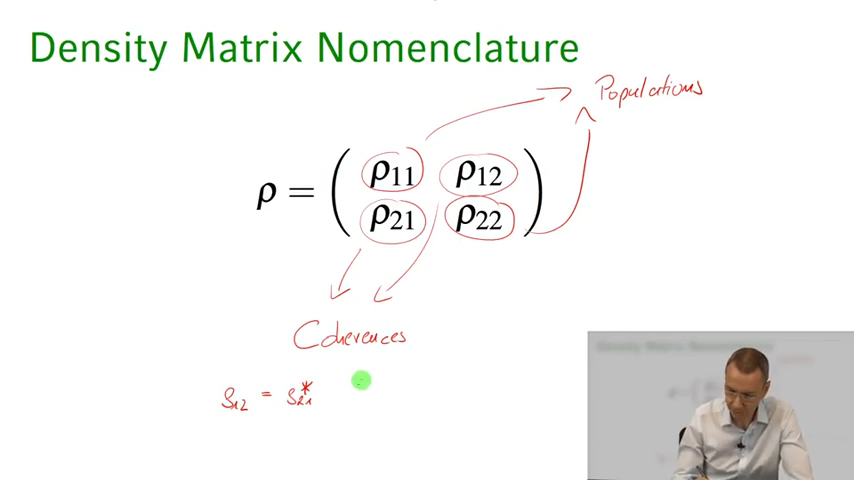 Density Matrix Nomenclature
Populations
ρ = ( ρ11 ρ12
ρ21 ρ22 )
Coherences
ρ12 = ρ21*